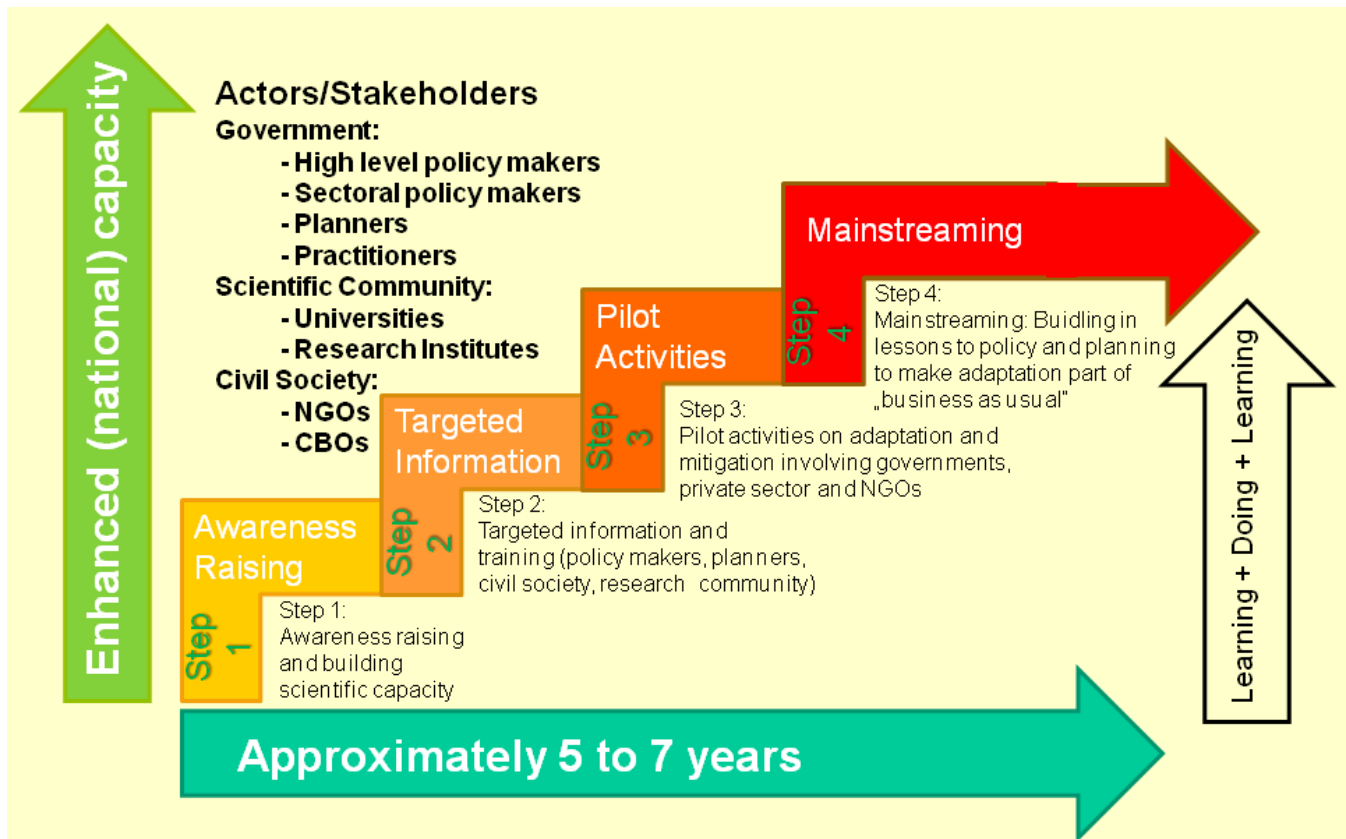 Enhanced (national) capacity
Actors/Stakeholders
Government:
- High level policy makers
- Sectoral policy makers
- Planners
- Practitioners
Scientific Community:
- Universities
- Research Institutes
Civil Society:
- NGOs
- CBOs
Awareness
Raising
Step
1
Step 1:
Awareness raising
and building
scientific capacity
Targeted
Information
Step
2
Step 2:
Targeted information and
training (policy makers, planners,
civil society, research community)
Pilot
Activities
Step
3
Step 3:
Pilot activities on adaptation and
mitigation involving governments,
private sector and NGOs
Mainstreaming
Step
4
Step 4:
Mainstreaming: Buidling in
lessons to policy and planning
to make adaptation part of
„business as usual"
Learning + Doing + Learning
Approximately 5 to 7 years